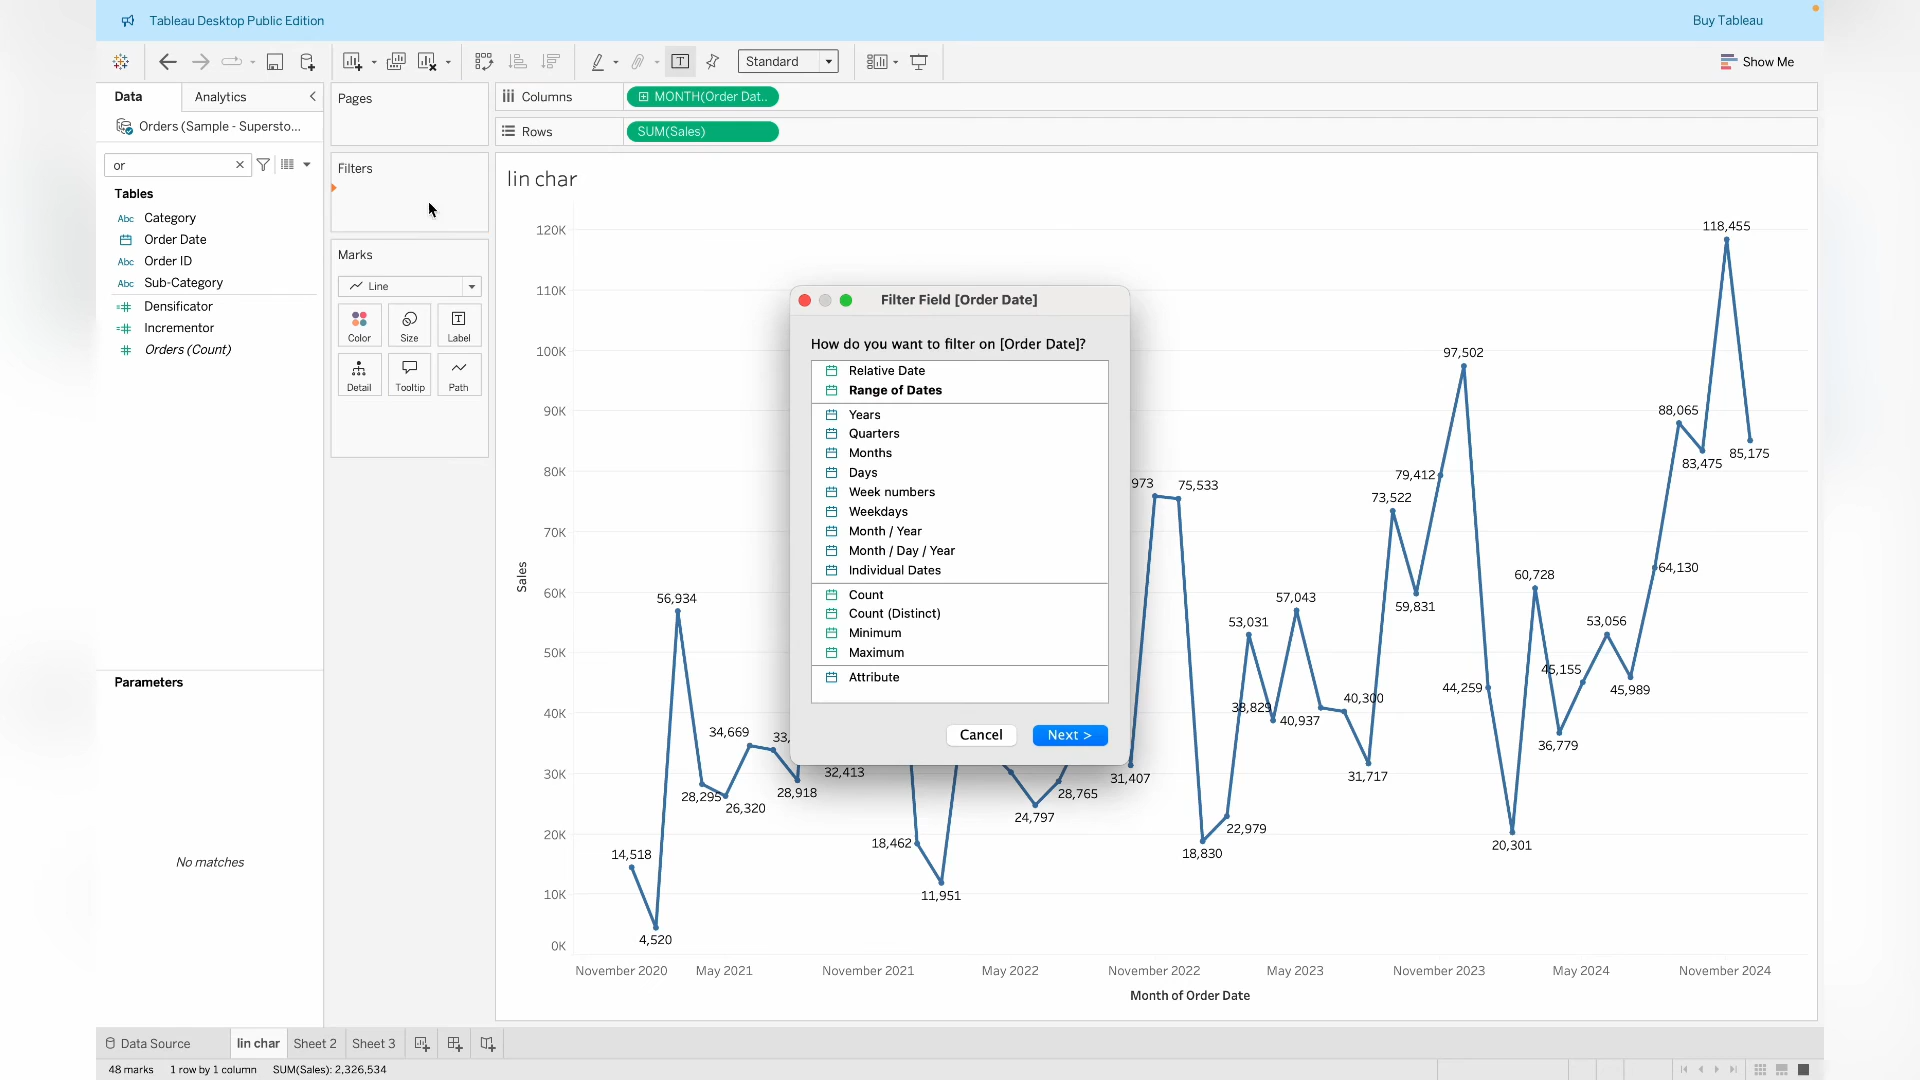 Tableau Desktop Public Edition
Buy Tableau
Standard
Show Me
Data
Analytics
Pages
Columns
MONTH(Order Dat..
Orders (Sample - Supersto...
Rows
SUM(Sales)
or
Filters
Tables
Abc Category
Order Date
Abc Order ID
Abc Sub-Category
Densificator
Incrementor
Orders (Count)
Marks
Line
Color
Size
Label
Detail
Tooltip
Path
Parameters
No matches
lin char
120K
110K
100K
90K
80K
70K
60K
50K
40K
30K
20K
10K
0K
Sales
14,518
4,520
56,934
28,295
26,320
34,669
33,
28,918
32,413
18,462
11,951
24,797
28,765
31,407
973
75,533
18,830
22,979
53,031
38,829
57,043
40,937
40,300
31,717
73,522
59,831
79,412
97,502
44,259
20,301
60,728
36,779
45,155
53,056
45,989
64,130
88,065
83,475
118,455
85,175
November 2020
May 2021
November 2021
May 2022
November 2022
May 2023
November 2023
May 2024
November 2024
Month of Order Date
Filter Field [Order Date]
How do you want to filter on [Order Date]?
Relative Date
Range of Dates
Years
Quarters
Months
Days
Week numbers
Weekdays
Month / Year
Month / Day / Year
Individual Dates
Count
Count (Distinct)
Minimum
Maximum
Attribute
Cancel
Next >
Data Source
lin char
Sheet 2
Sheet 3
48 marks
1 row by 1 column
SUM(Sales): 2,326,534